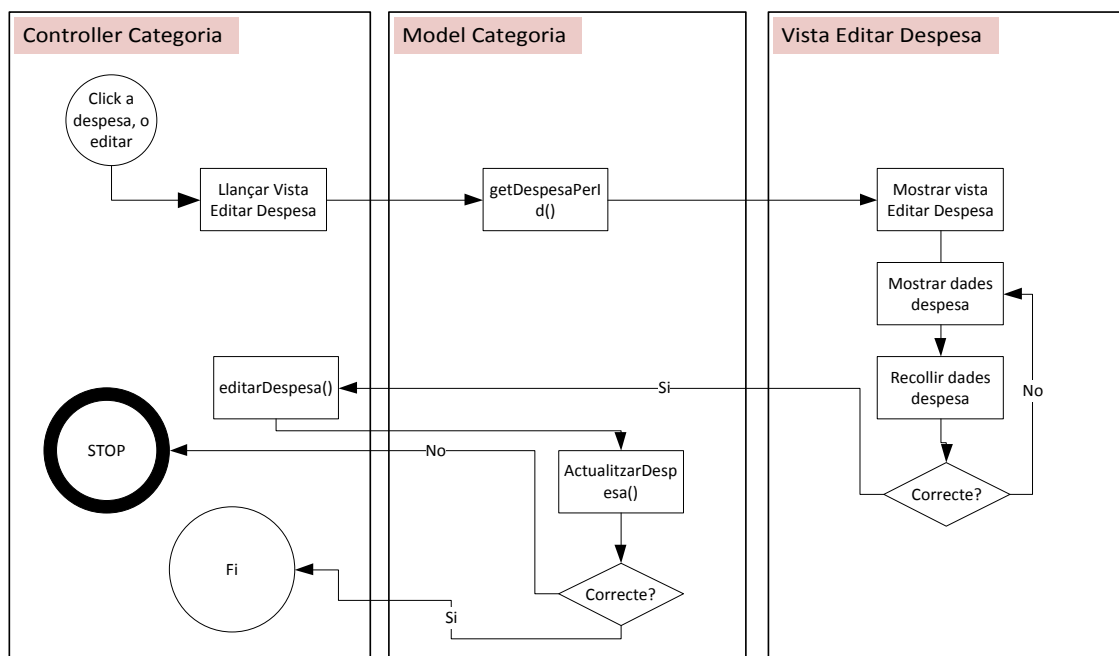 Controller Categoria
Model Categoria
Vista Editar Despesa
Click a
despesa, o
editar
Llançar Vista
Editar Despesa
getDespesaPerI
d()
Mostrar vista
Editar Despesa
Mostrar dades
despesa
Recollir dades
despesa
No
Si
editarDespesa()
STOP
No
ActualitzarDesp
esa()
Correcte?
Fi
Correcte?
Si